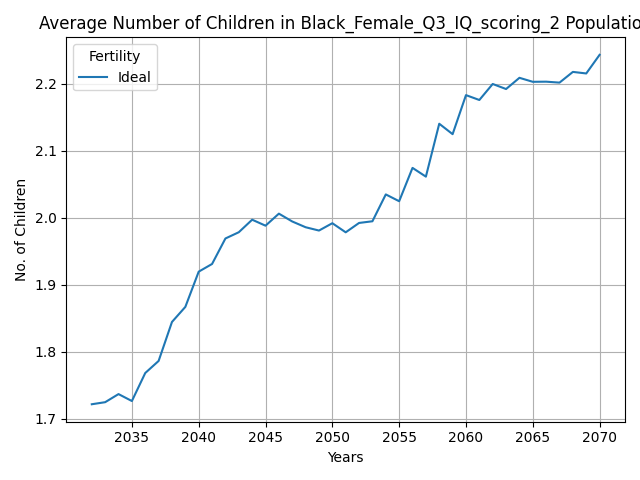 Average Number of Children in Black_Female_Q3_IQ_scoring_2 Populatio
Fertility
Ideal
No. of Children
2.2
2.1
2.0
1.9
1.8
1.7
2035 2040 2045 2050 2055 2060 2065 2070
Years